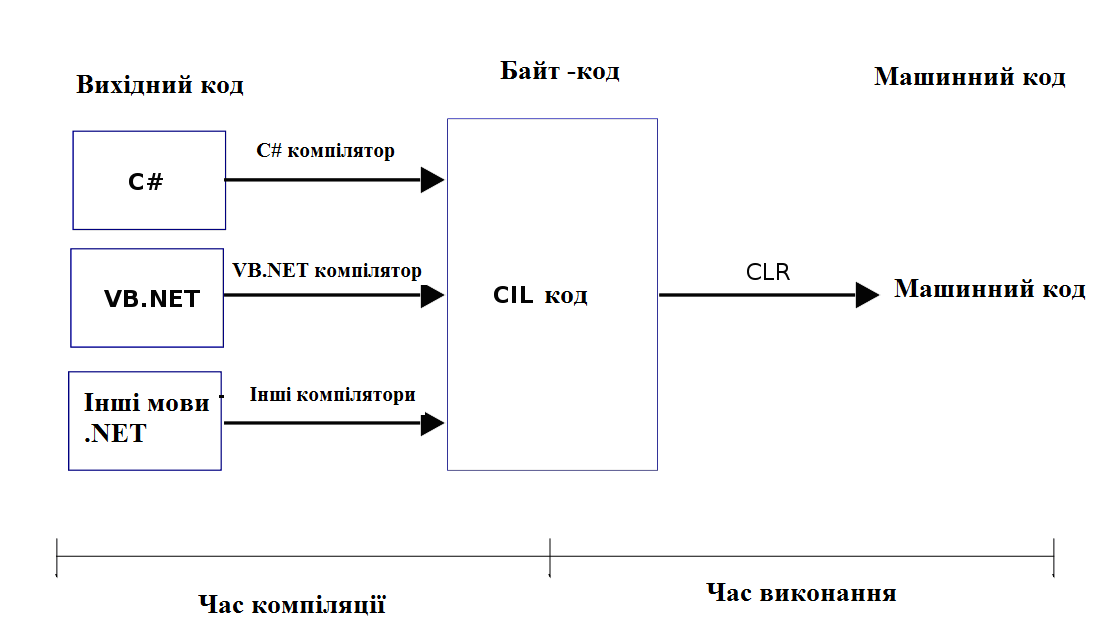 Вихідний код
Байт -код
Машинний код
C# компілятор
C#
VB.NET компілятор
VB.NET
CIL код
CLR
Машинний код
Інші компілятори
Інші мови
.NET
Час компіляції
Час виконання